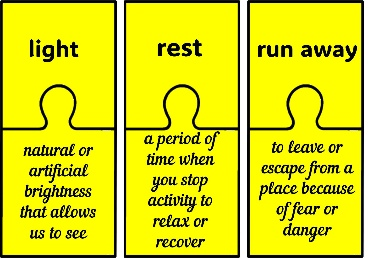 light
natural or
artificial
brightness
that allows
us to see
rest
a period of
time when
you stop
activity to
relax or
recover
run away
to leave or
escape from a
place because
of fear or
danger